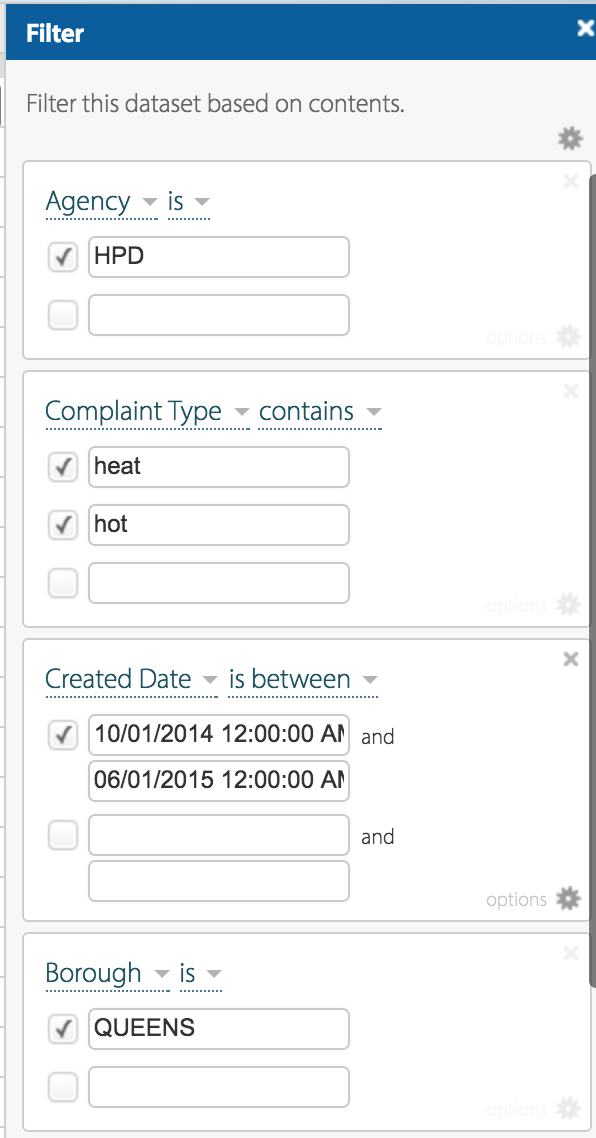 Filter
Filter this dataset based on contents.
Agency is
HPD
options
Complaint Type contains
heat
hot
options
Created Date is between
10/01/2014 12:00:00 AM and
06/01/2015 12:00:00 AM
and
options
Borough is
QUEENS
options